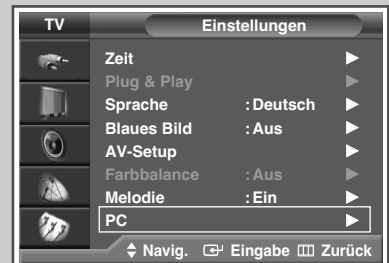 TV Einstellungen
Zeit
Plug & Play
Sprache : Deutsch
Blaues Bild : Aus
AV-Setup
Farbbalance : Aus
Melodie : Ein
PC
Navig. Eingabe Zurück